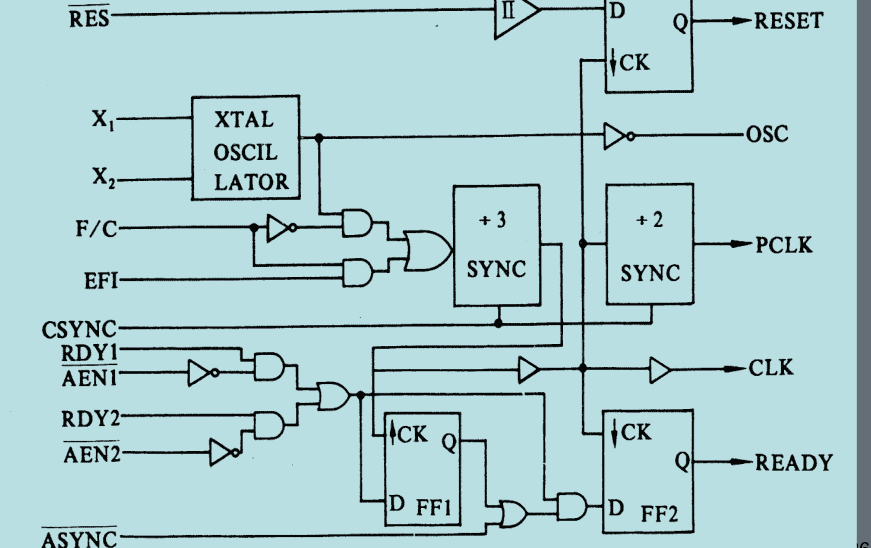 RES
II
D
Q
RESET
↓CK
X1
XTAL
OSCIL
LATOR
OSC
X2
F/C
÷3
SYNC
÷2
SYNC
PCLK
EFI
CSYNC
RDY1
AEN1
CLK
RDY2
AEN2
↑CK
Q
D
FF1
↓CK
Q
READY
D
FF2
ASYNC